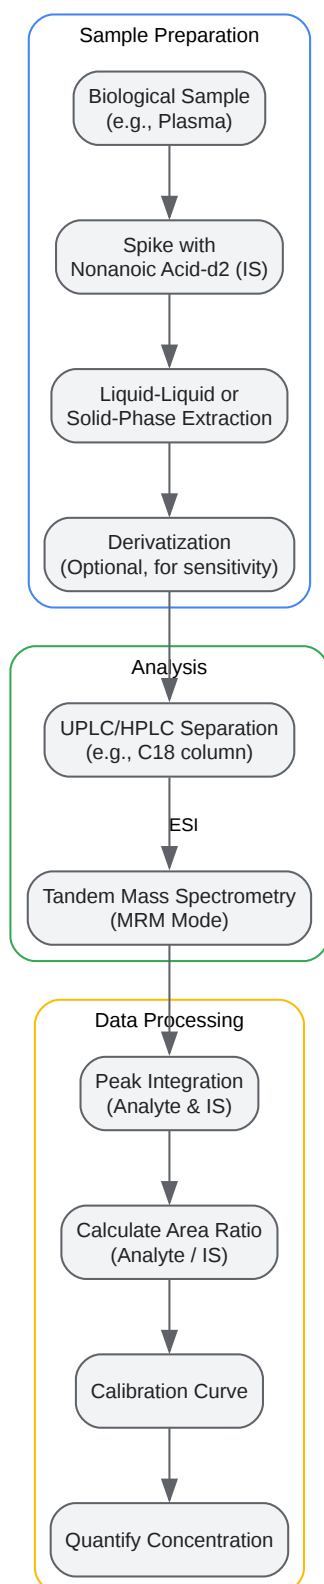 Sample Preparation
Biological Sample
(e.g., Plasma)
Spike with
Nonanoic Acid-d2 (IS)
Liquid-Liquid or
Solid-Phase Extraction
Derivatization
(Optional, for sensitivity)
Analysis
UPLC/HPLC Separation
(e.g., C18 column)
ESI
Tandem Mass Spectrometry
(MRM Mode)
Data Processing
Peak Integration
(Analyte & IS)
Calculate Area Ratio
(Analyte / IS)
Calibration Curve
Quantify Concentration